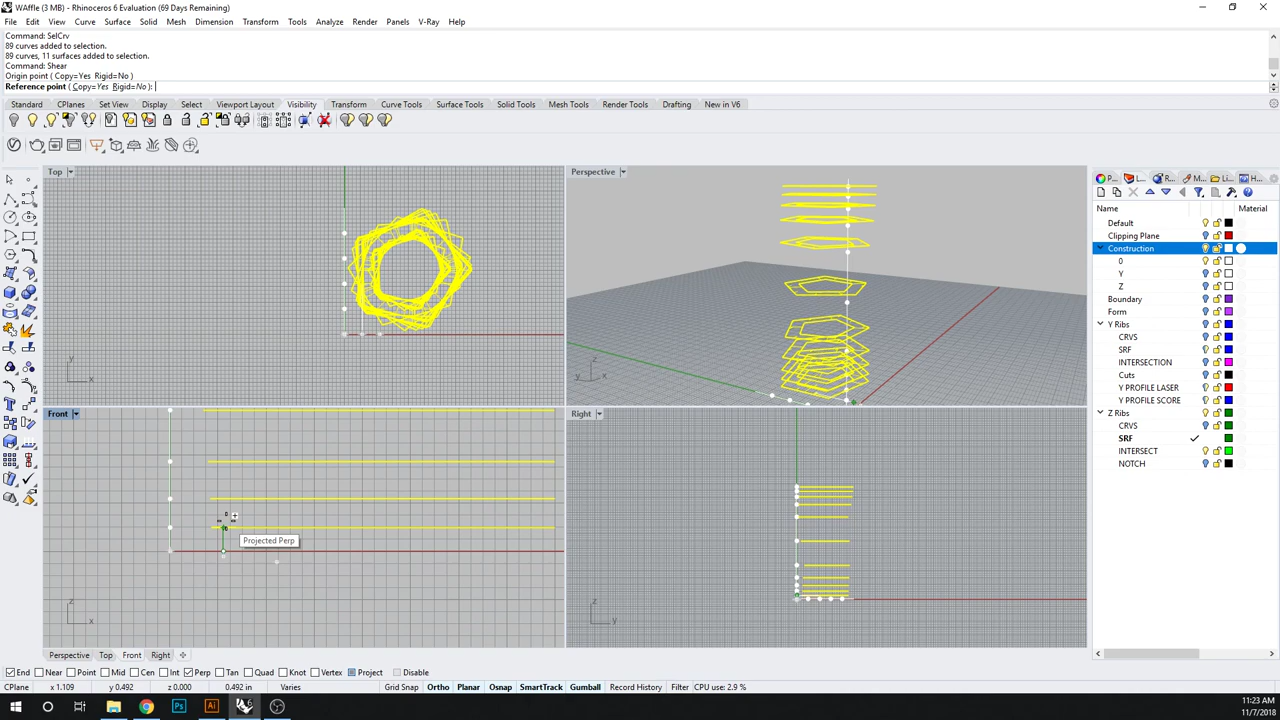 WAffle (3 MB) - Rhinoceros 6 Evaluation (69 Days Remaining)
File Edit View Curve Surface Solid Mesh Dimension Transform Tools Analyze Render Panels V-Ray Help
Command: SelCrv
89 curves added to selection.
89 curves, 11 surfaces added to selection.
Command: Shear
Origin point ( Copy=Yes Rigid=No )
Reference point ( Copy=Yes Rigid=No ):
Standard CPlanes Set View Display Select Viewport Layout Visibility Transform Curve Tools Surface Tools Solid Tools Mesh Tools Render Tools Drafting New in V6
Top
Perspective
P... L... R... M... Li... H...
Name Material
Default
Clipping Plane
Construction
0
Y
Z
Boundary
Form
Y Ribs
CRVS
SRF
INTERSECTION
Cuts
Y PROFILE LASER
Y PROFILE SCORE
Z Ribs
CRVS
SRF
INTERSECT
NOTCH
y
x
z
y x
Front
Right
Projected Perp
z
x
z
y
Perspective Top Front Right
End Near Point Mid Cen Int Perp Tan Quad Knot Vertex Project Disable
CPlane x 1.109 y 0.492 z 0.000 0.492 in Varies Grid Snap Ortho Planar Osnap SmartTrack Gumball Record History Filter CPU use: 2.9 %
Ps Ai
11:23 AM
11/7/2018